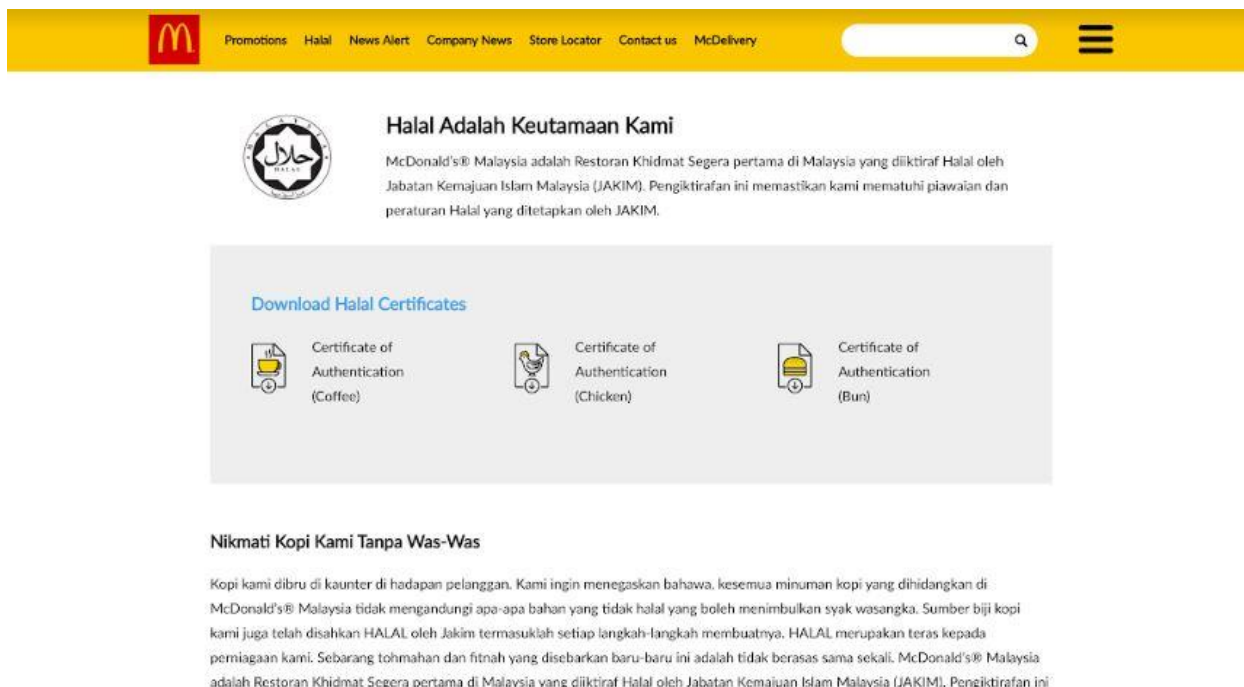 Promotions Halal News Alert Company News Store Locator Contact us McDelivery
MALAYSIA
حلال
HALAL
Halal Adalah Keutamaan Kami
McDonald's® Malaysia adalah Restoran Khidmat Segera pertama di Malaysia yang diiktiraf Halal oleh
Jabatan Kemajuan Islam Malaysia (JAKIM). Pengiktirafan ini memastikan kami mematuhi piawaian dan
peraturan Halal yang ditetapkan oleh JAKIM.
Download Halal Certificates
Certificate of
Authentication
(Coffee)
Certificate of
Authentication
(Chicken)
Certificate of
Authentication
(Bun)
Nikmati Kopi Kami Tanpa Was-Was
Kopi kami dibru di kaunter di hadapan pelanggan. Kami ingin menegaskan bahawa, kesemua minuman kopi yang dihidangkan di
McDonald's® Malaysia tidak mengandungi apa-apa bahan yang tidak halal yang boleh menimbulkan syak wasangka. Sumber biji kopi
kami juga telah disahkan HALAL oleh Jakim termasuklah setiap langkah-langkah membuatnya. HALAL merupakan teras kepada
perniagaan kami. Sebarang tohmahan dan fitnah yang disebarkan baru-baru ini adalah tidak berasas sama sekali. McDonald's® Malaysia
adalah Restoran Khidmat Segera pertama di Malaysia yang diiktiraf Halal oleh Jabatan Kemajuan Islam Malaysia (JAKIM). Pengiktirafan ini